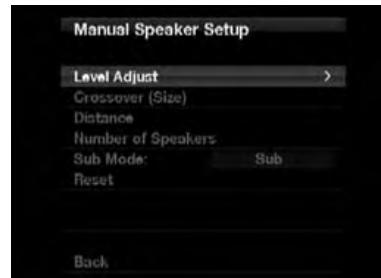 Manual Speaker Setup
Level Adjust >
Crossover (Size)
Distance
Number of Speakers
Sub Mode: Sub
Reset
Back